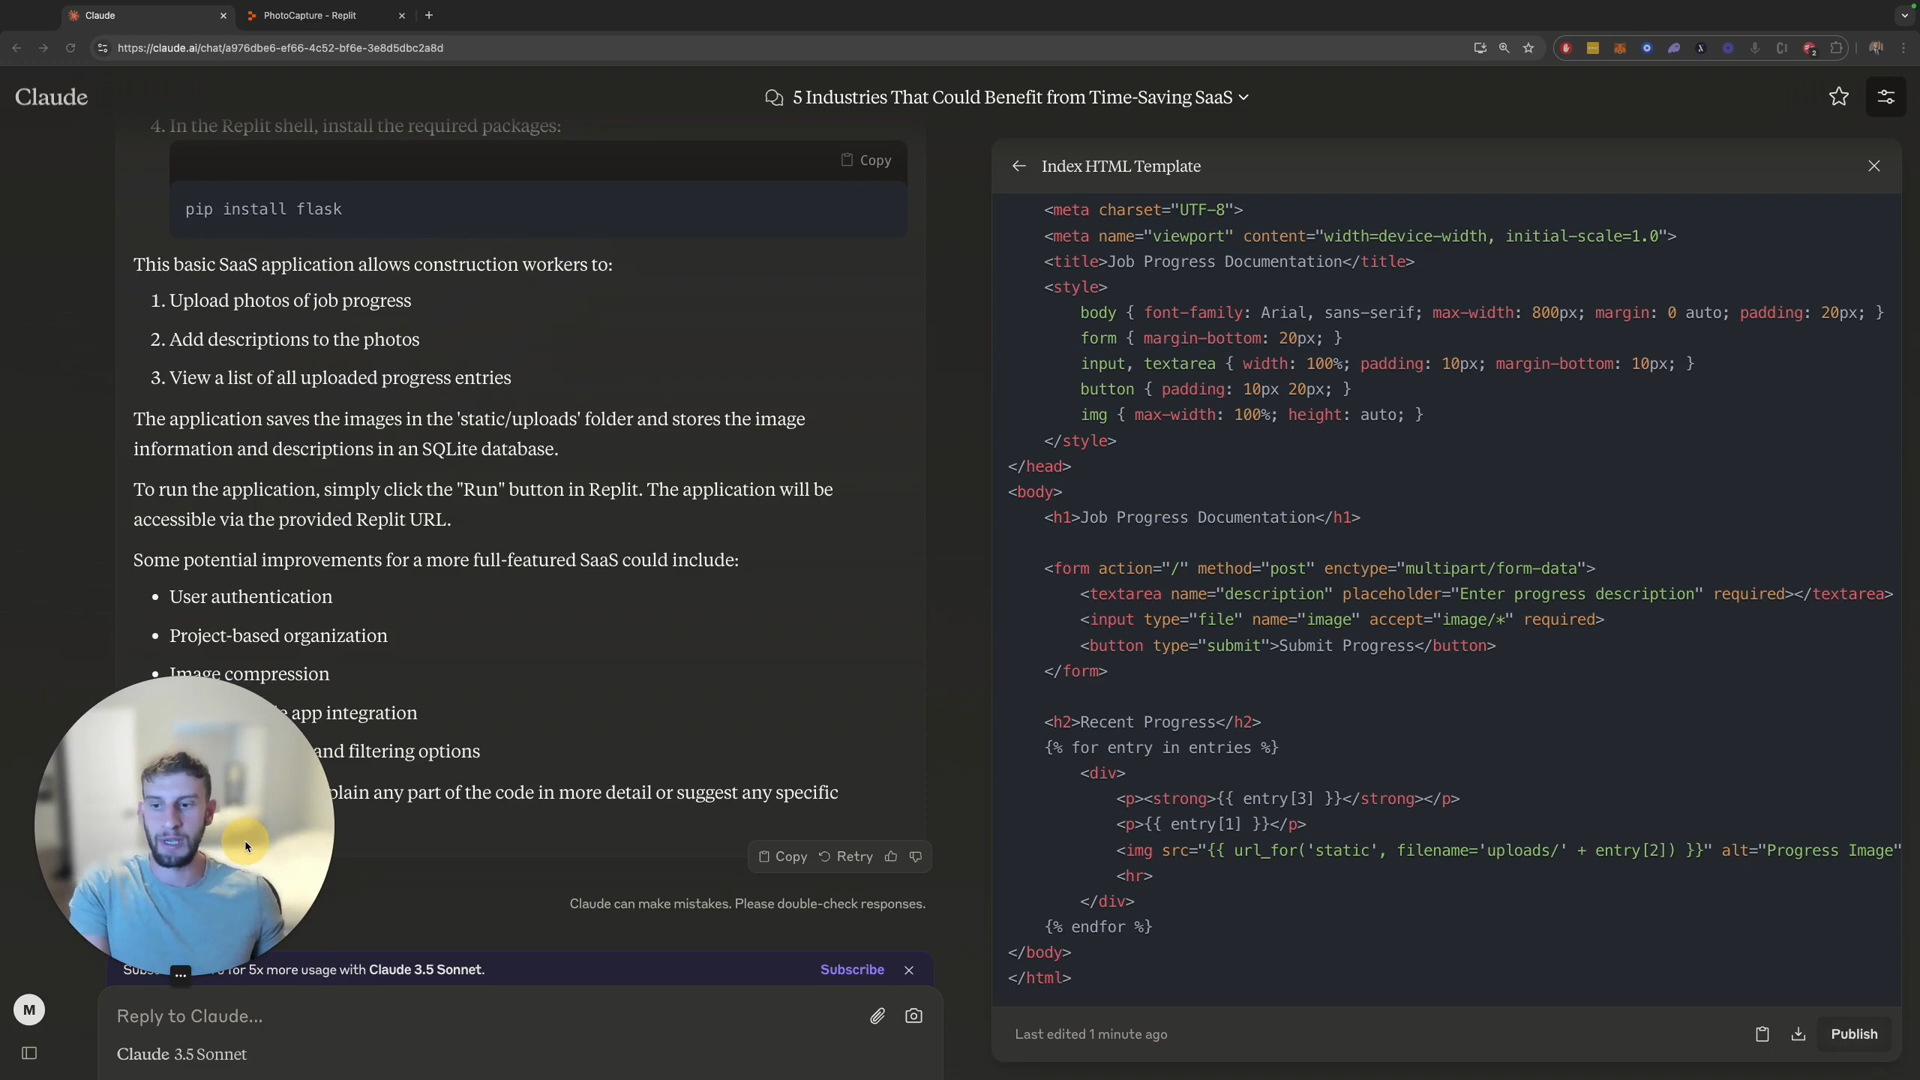 Claude
PhotoCapture - Replit
https://claude.ai/chat/a976dbe6-ef66-4c52-bf6e-3e8d5dbc2a8d
2
Claude
5 Industries That Could Benefit from Time-Saving SaaS
4. In the Replit shell, install the required packages:
Copy
pip install flask
This basic SaaS application allows construction workers to:
1. Upload photos of job progress
2. Add descriptions to the photos
3. View a list of all uploaded progress entries
The application saves the images in the 'static/uploads' folder and stores the image
information and descriptions in an SQLite database.
To run the application, simply click the "Run" button in Replit. The application will be
accessible via the provided Replit URL.
Some potential improvements for a more full-featured SaaS could include:
• User authentication
• Project-based organization
• Image compression
app integration
and filtering options
plain any part of the code in more detail or suggest any specific
Copy Retry
Claude can make mistakes. Please double-check responses.
for 5x more usage with Claude 3.5 Sonnet.
Subscribe
M
Reply to Claude...
Claude 3.5 Sonnet
Index HTML Template
<meta charset="UTF-8">
<meta name="viewport" content="width=device-width, initial-scale=1.0">
<title>Job Progress Documentation</title>
<style>
body { font-family: Arial, sans-serif; max-width: 800px; margin: 0 auto; padding: 20px; }
form { margin-bottom: 20px; }
input, textarea { width: 100%; padding: 10px; margin-bottom: 10px; }
button { padding: 10px 20px; }
img { max-width: 100%; height: auto; }
</style>
</head>
<body>
<h1>Job Progress Documentation</h1>
<form action="/" method="post" enctype="multipart/form-data">
<textarea name="description" placeholder="Enter progress description" required></textarea>
<input type="file" name="image" accept="image/*" required>
<button type="submit">Submit Progress</button>
</form>
<h2>Recent Progress</h2>
{% for entry in entries %}
<div>
<p><strong>{{ entry[3] }}</strong></p>
<p>{{ entry[1] }}</p>
<img src="{{ url_for('static', filename='uploads/' + entry[2]) }}" alt="Progress Image"
<hr>
</div>
{% endfor %}
</body>
</html>
Last edited 1 minute ago
Publish